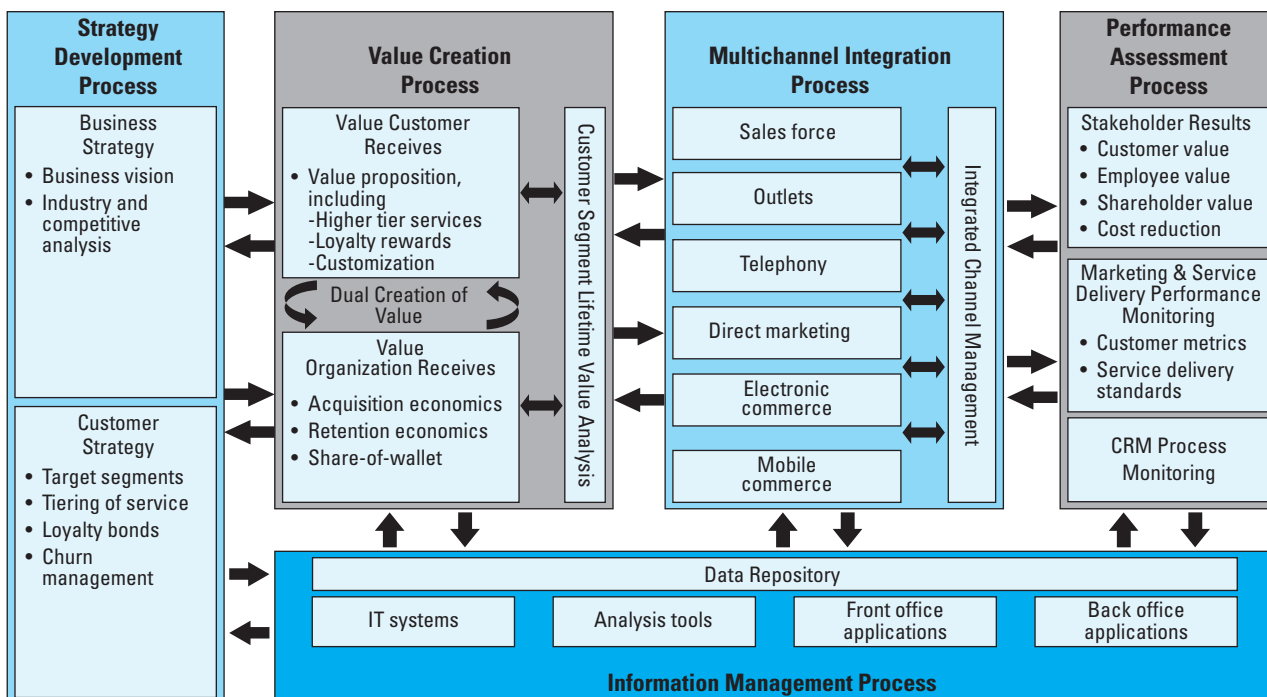 Strategy
Development
Process
Business
Strategy
• Business vision
• Industry and
competitive
analysis
Customer
Strategy
• Target segments
• Tiering of service
• Loyalty bonds
• Churn
management
Value Creation
Process
Value Customer
Receives
• Value proposition,
including
-Higher tier services
-Loyalty rewards
-Customization
Dual Creation of
Value
Value
Organization Receives
• Acquisition economics
• Retention economics
• Share-of-wallet
Customer Segment Lifetime Value Analysis
Multichannel Integration
Process
Sales force
Outlets
Telephony
Direct marketing
Electronic
commerce
Mobile
commerce
Integrated Channel Management
Performance
Assessment
Process
Stakeholder Results
• Customer value
• Employee value
• Shareholder value
• Cost reduction
Marketing & Service
Delivery Performance
Monitoring
• Customer metrics
• Service delivery
standards
CRM Process
Monitoring
Data Repository
IT systems
Analysis tools
Front office
applications
Back office
applications
Information Management Process